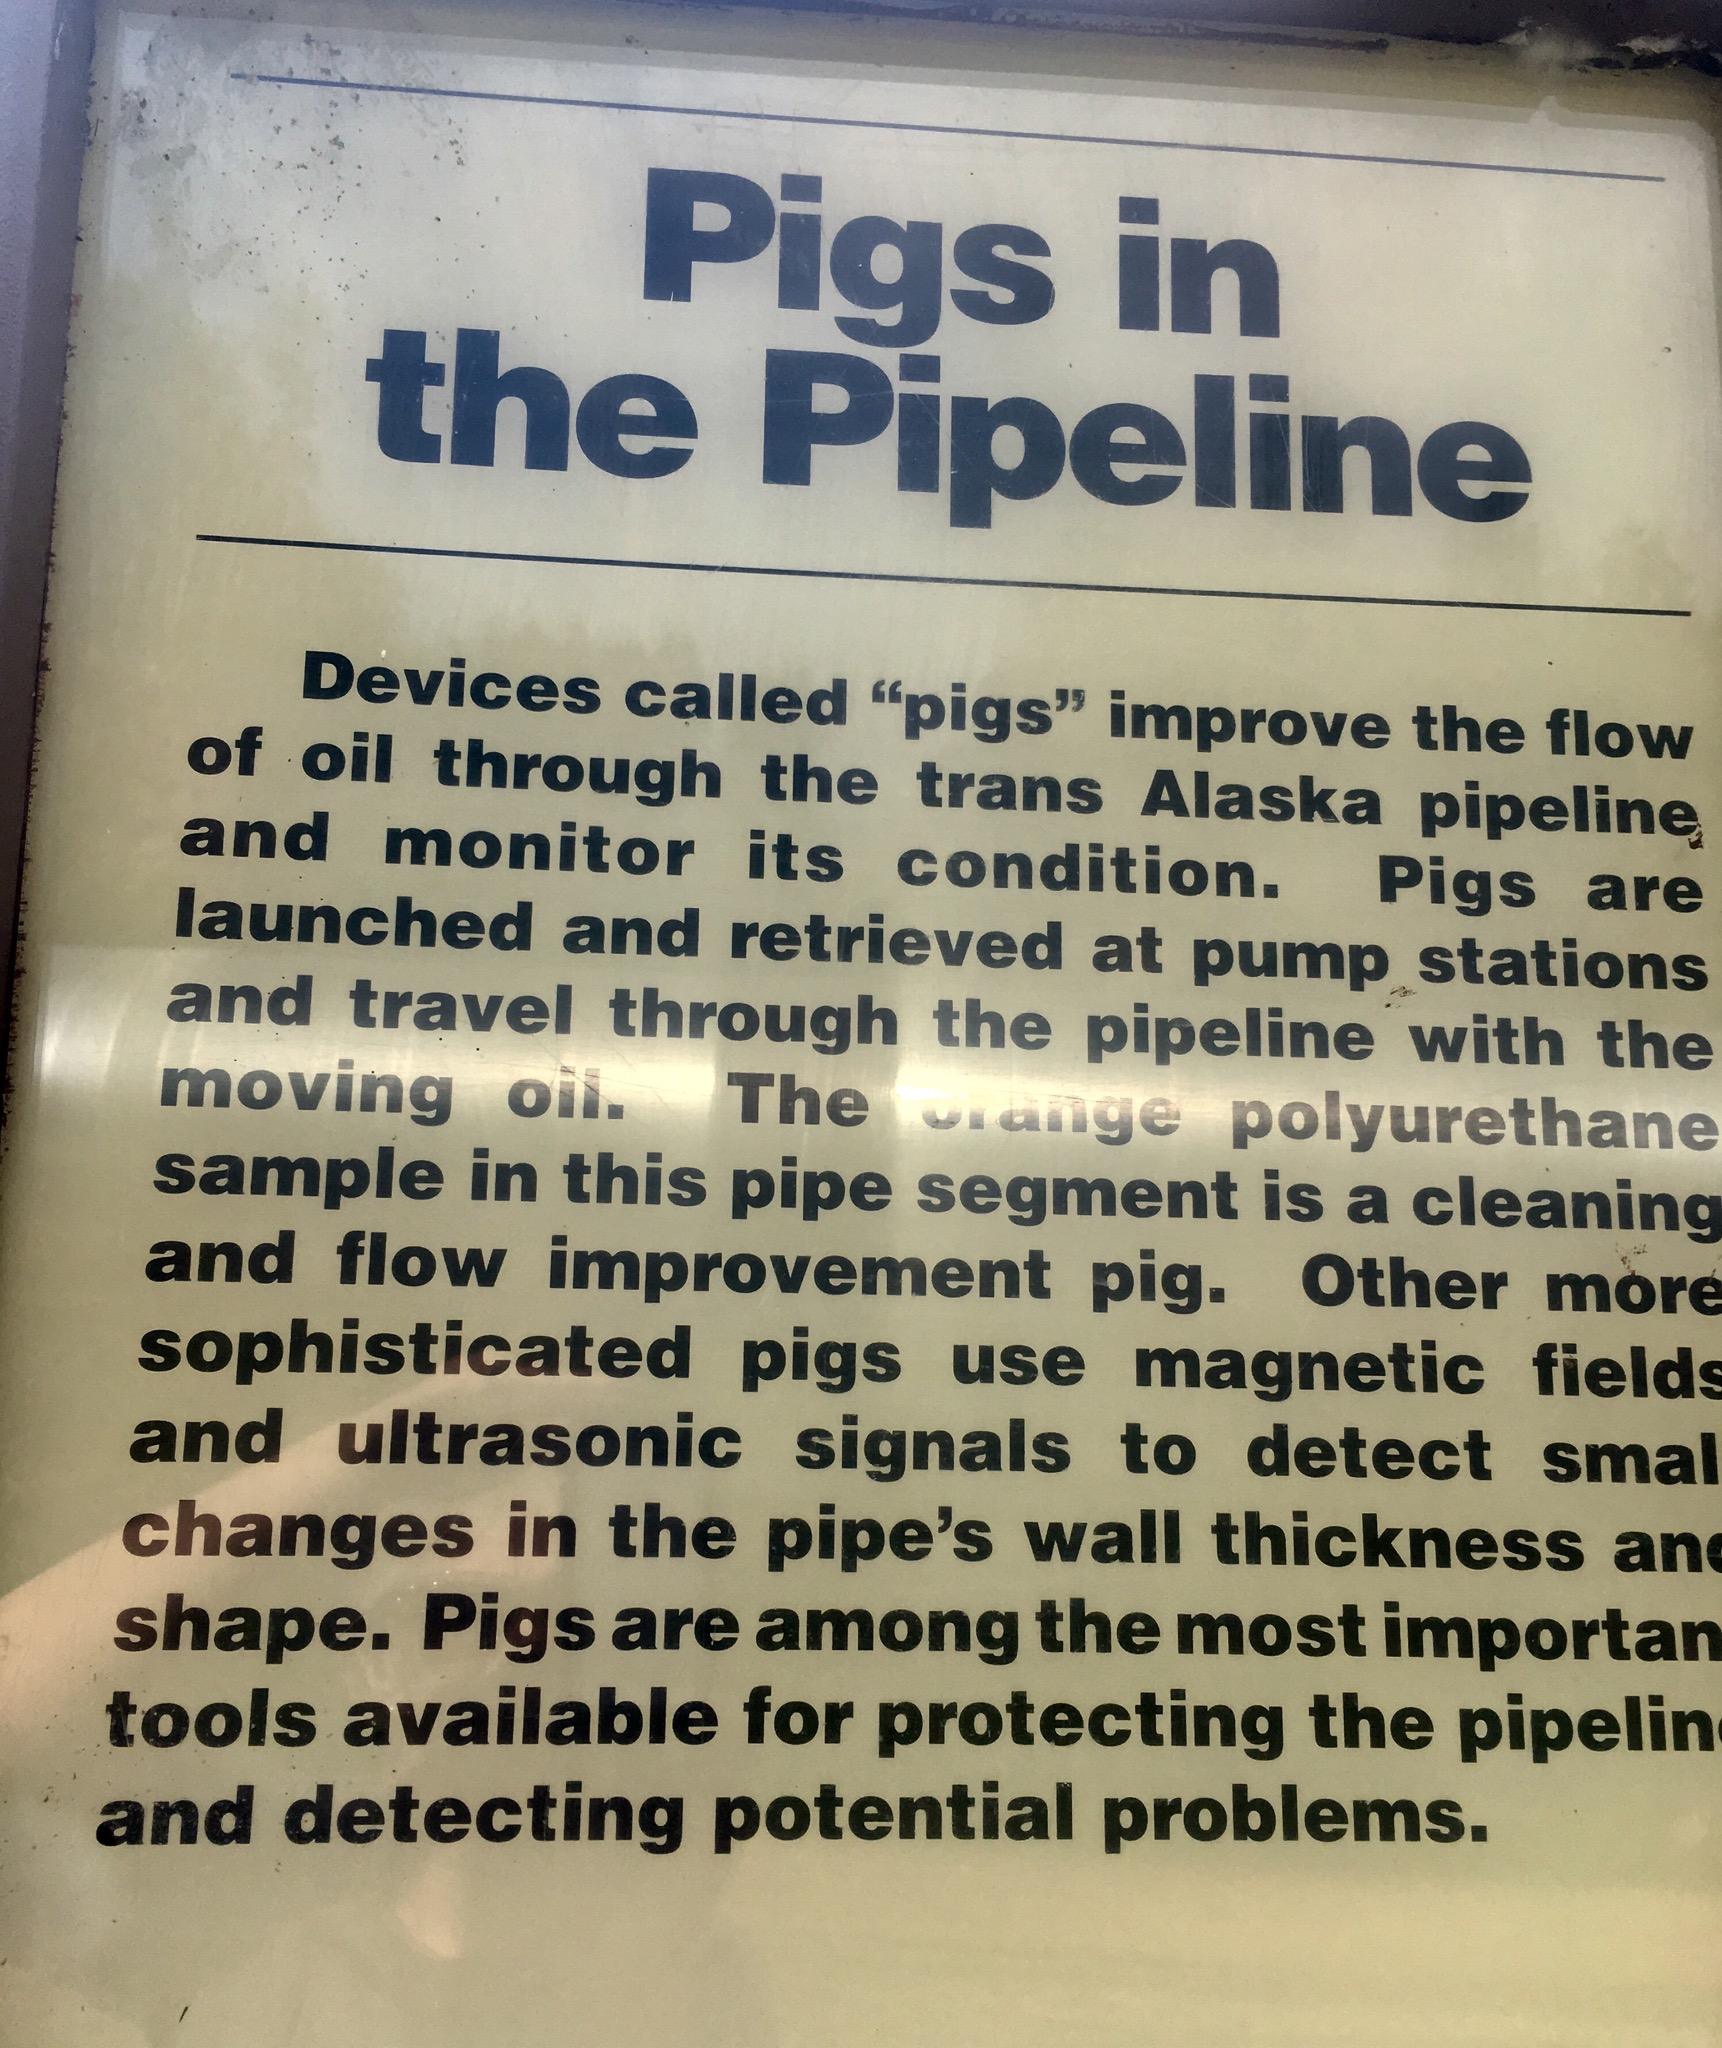 Pigs in
the Pipeline
Devices called “pigs” improve the flow
of oil through the trans Alaska pipeline
and monitor its condition. Pigs are
launched and retrieved at pump stations
and travel through the pipeline with the
moving oil. The orange polyurethane
sample in this pipe segment is a cleaning
and flow improvement pig. Other more
sophisticated pigs use magnetic fields
and ultrasonic signals to detect smal
changes in the pipe’s wall thickness and
shape. Pigs are among the most importan
tools available for protecting the pipeline
and detecting potential problems.